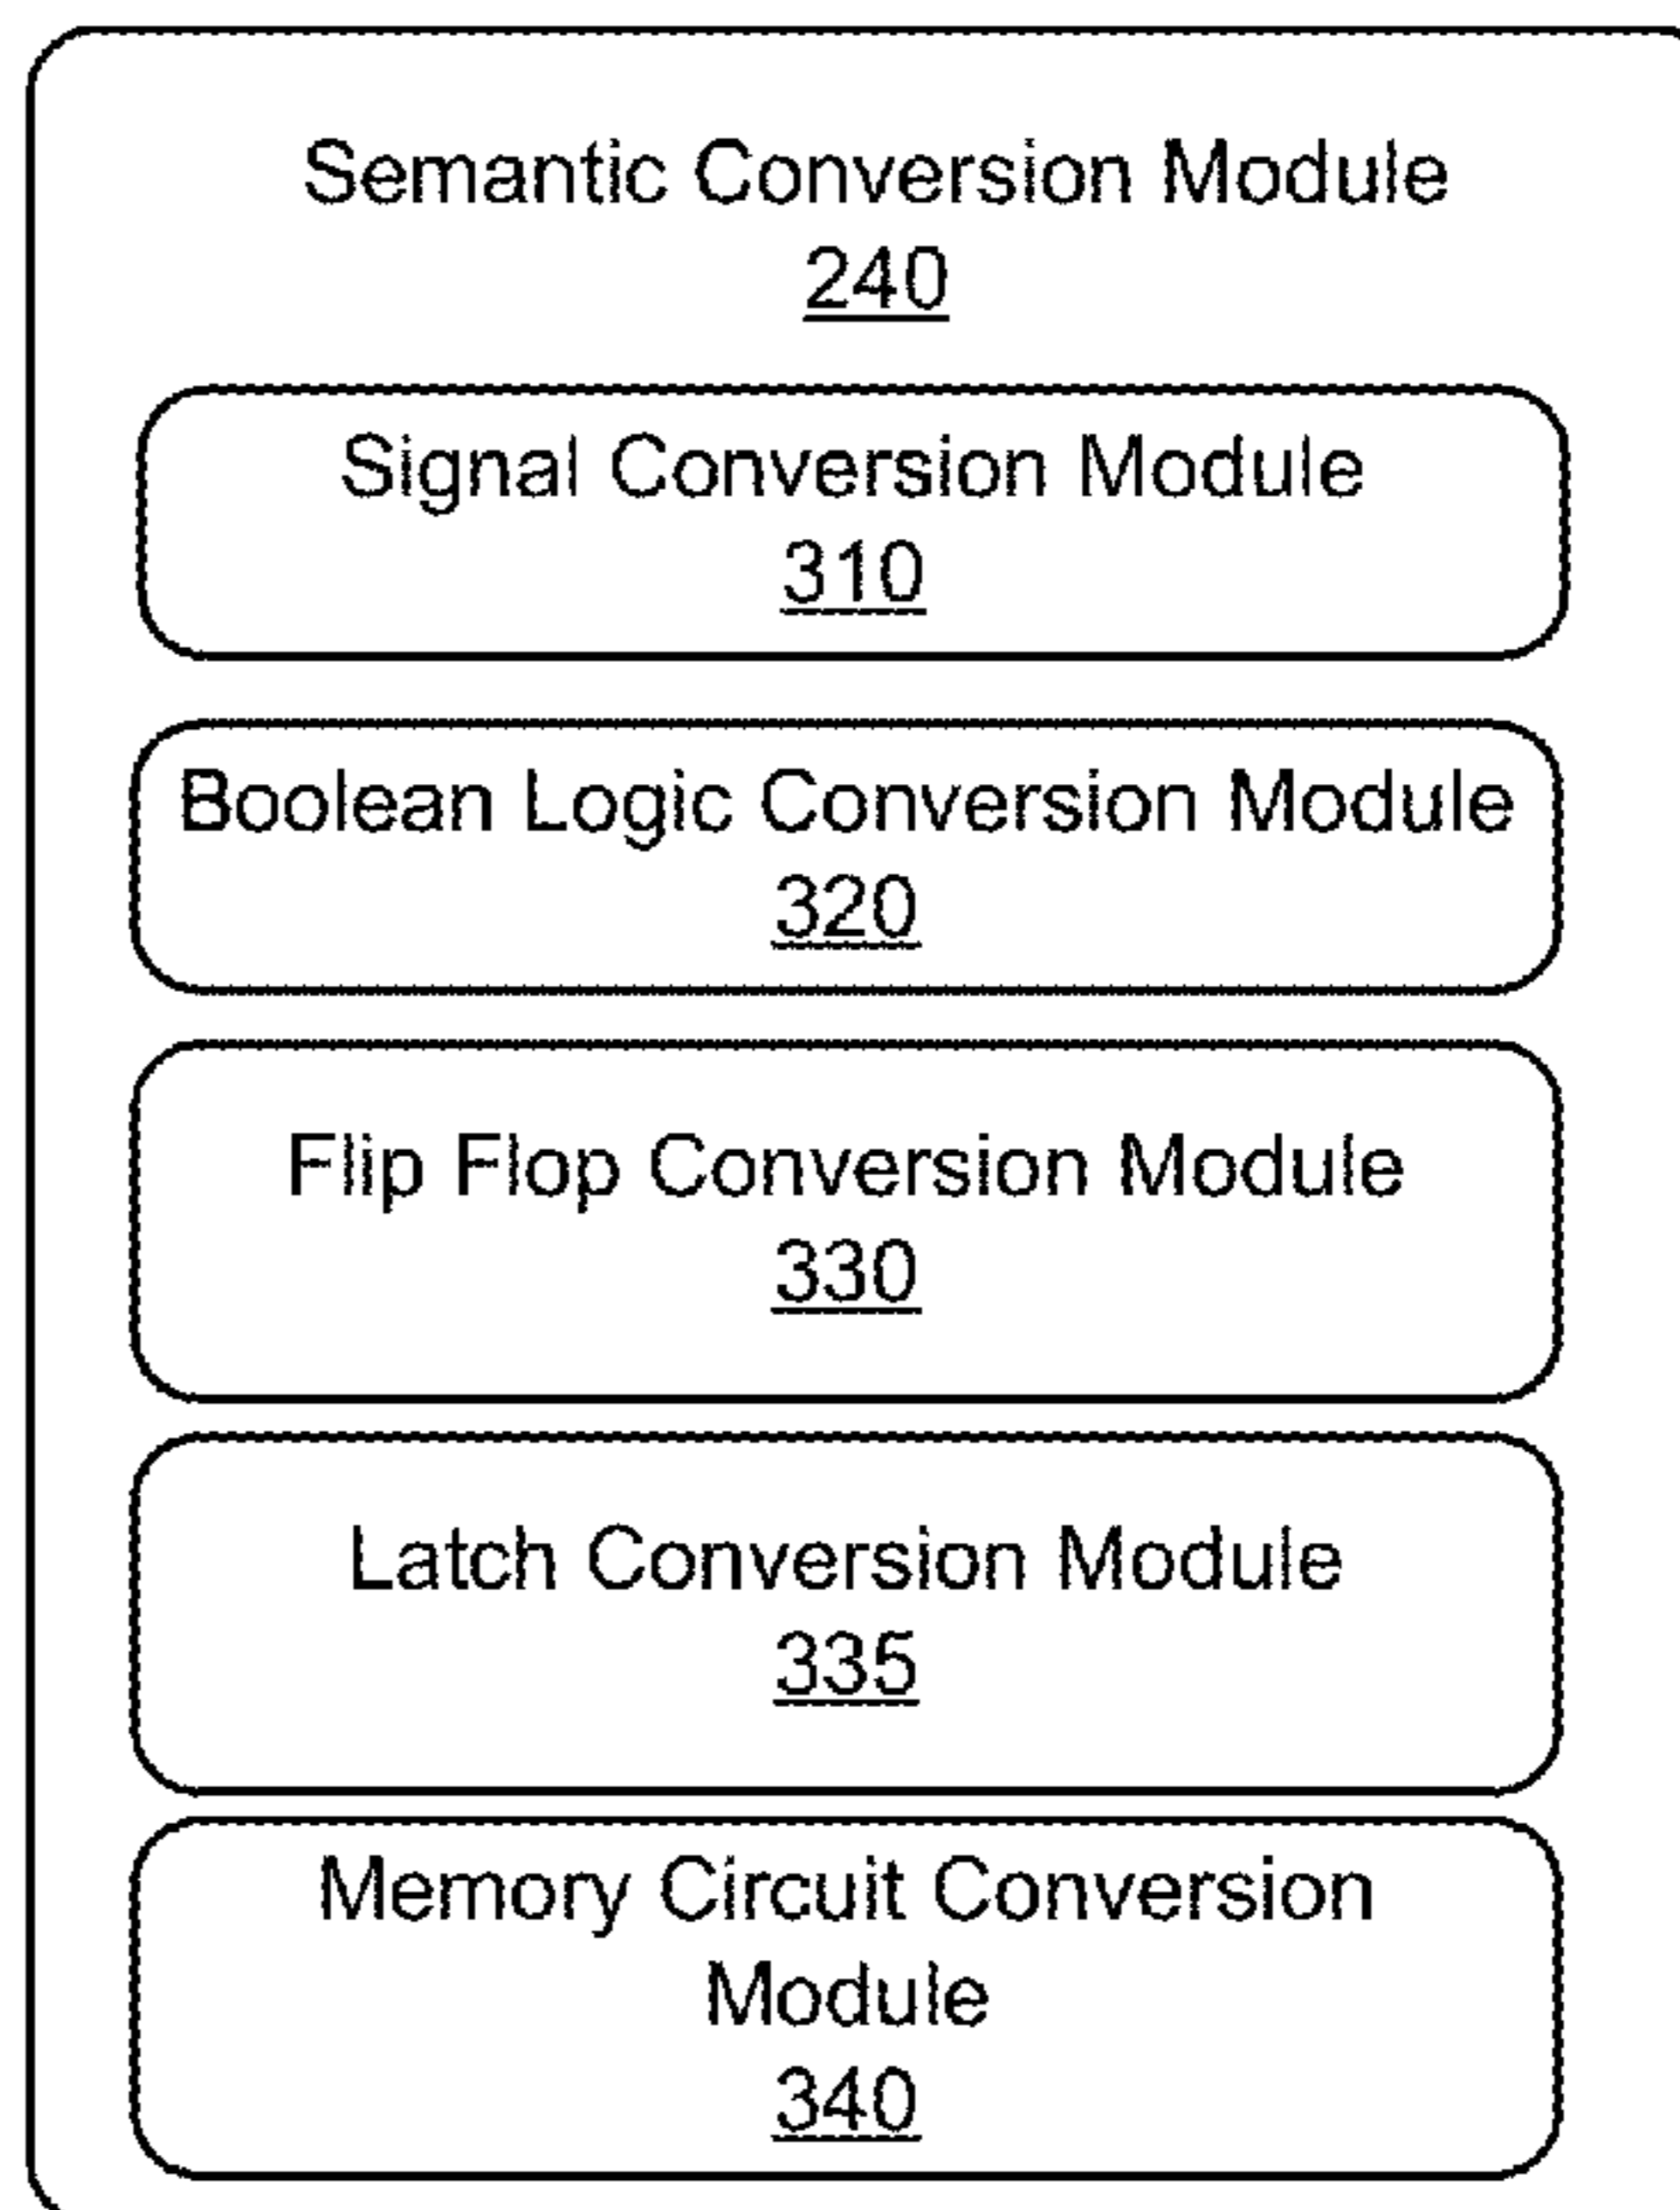 Semantic Conversion Module
240
Signal Conversion Module
310
Boolean Logic Conversion Module
320
Flip Flop Conversion Module
330
Latch Conversion Module
335
Memory Circuit Conversion
Module
340